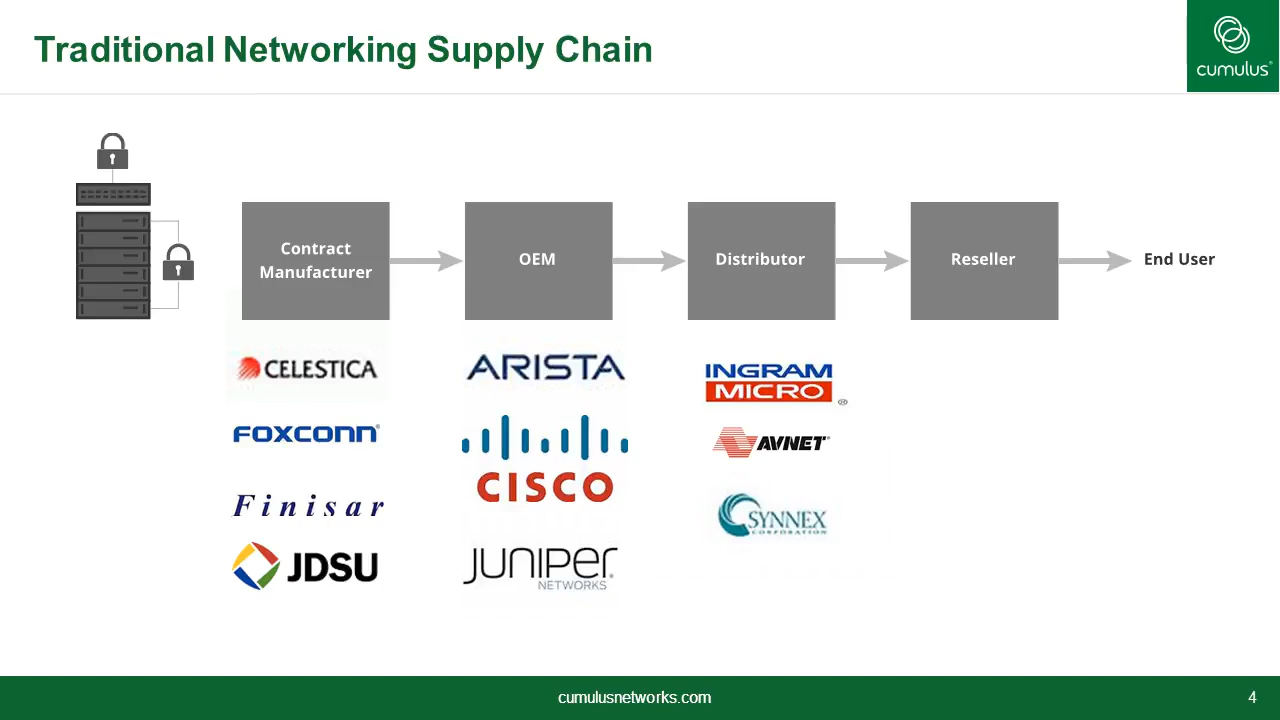 Traditional Networking Supply Chain
cumulus®
Contract
Manufacturer
OEM
Distributor
Reseller
End User
CELESTICA
FOXCONN®
Finisar
JDSU
ARISTA
CISCO
JUNIPER®
NETWORKS
INGRAM
MICRO®
AVNET®
SYNNEX
CORPORATION
cumulusnetworks.com
4